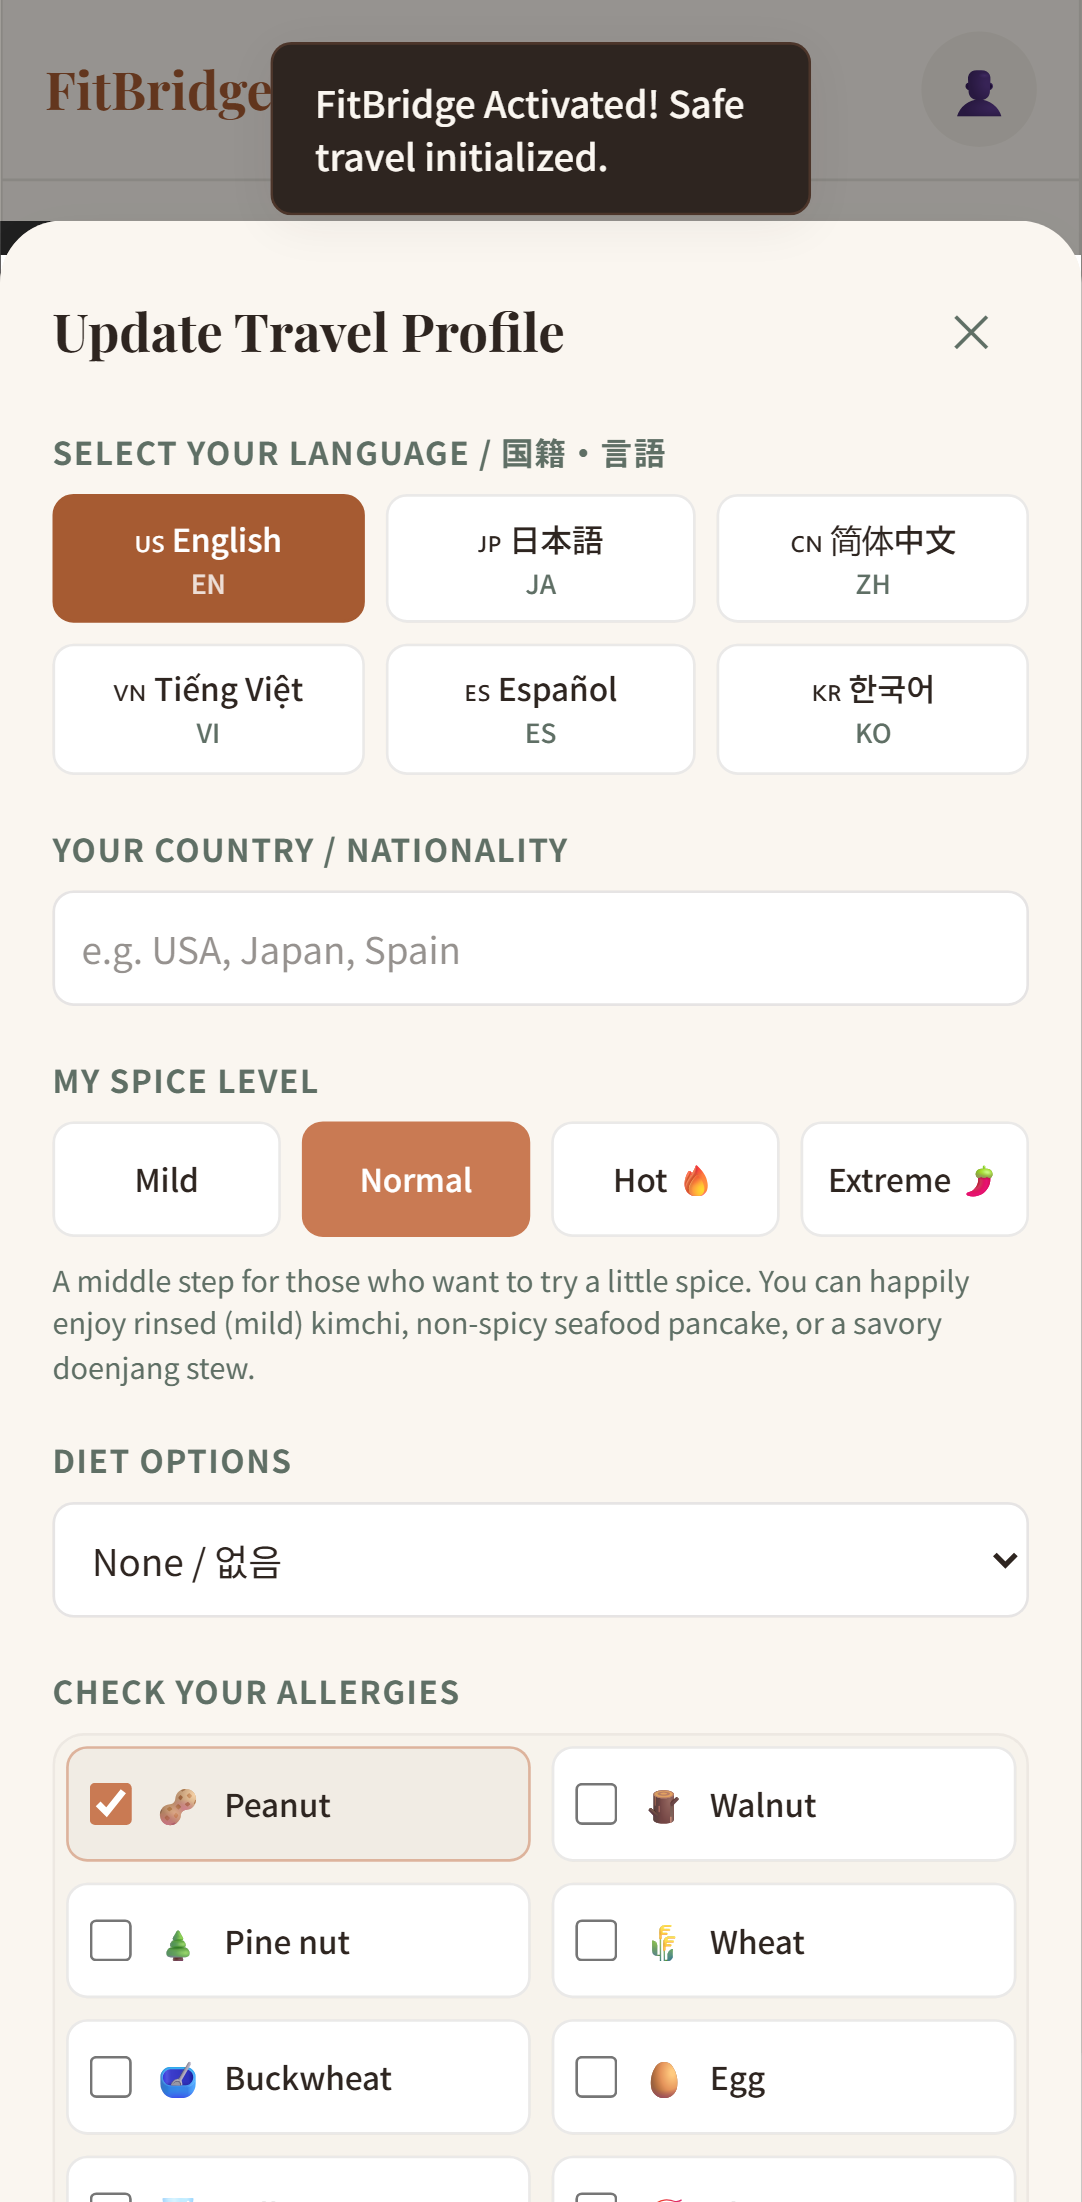 FitBridge
FitBridge Activated! Safe
travel initialized.
Update Travel Profile
SELECT YOUR LANGUAGE / 国籍・言語
US English
EN
JP 日本語
JA
CN 简体中文
ZH
VN Tiếng Việt
VI
ES Español
ES
KR 한국어
KO
YOUR COUNTRY / NATIONALITY
e.g. USA, Japan, Spain
MY SPICE LEVEL
Mild
Normal
Hot 🔥
Extreme 🌶️
A middle step for those who want to try a little spice. You can happily
enjoy rinsed (mild) kimchi, non-spicy seafood pancake, or a savory
doenjang stew.
DIET OPTIONS
None / 없음
CHECK YOUR ALLERGIES
Peanut
Walnut
Pine nut
Wheat
Buckwheat
Egg